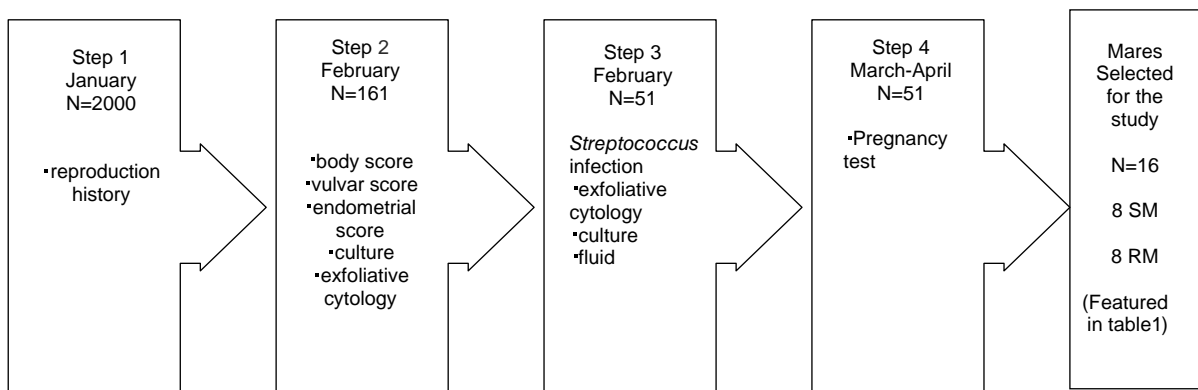 Step 1
January
N=2000
▪reproduction
history
Step 2
February
N=161
▪body score
▪vulvar score
▪endometrial
score
▪culture
▪exfoliative
cytology
Step 3
February
N=51
Streptococcus
infection
▪exfoliative
cytology
▪culture
▪fluid
Step 4
March-April
N=51
▪Pregnancy
test
Mares
Selected
for the
study
N=16
8 SM
8 RM
(Featured
in table1)